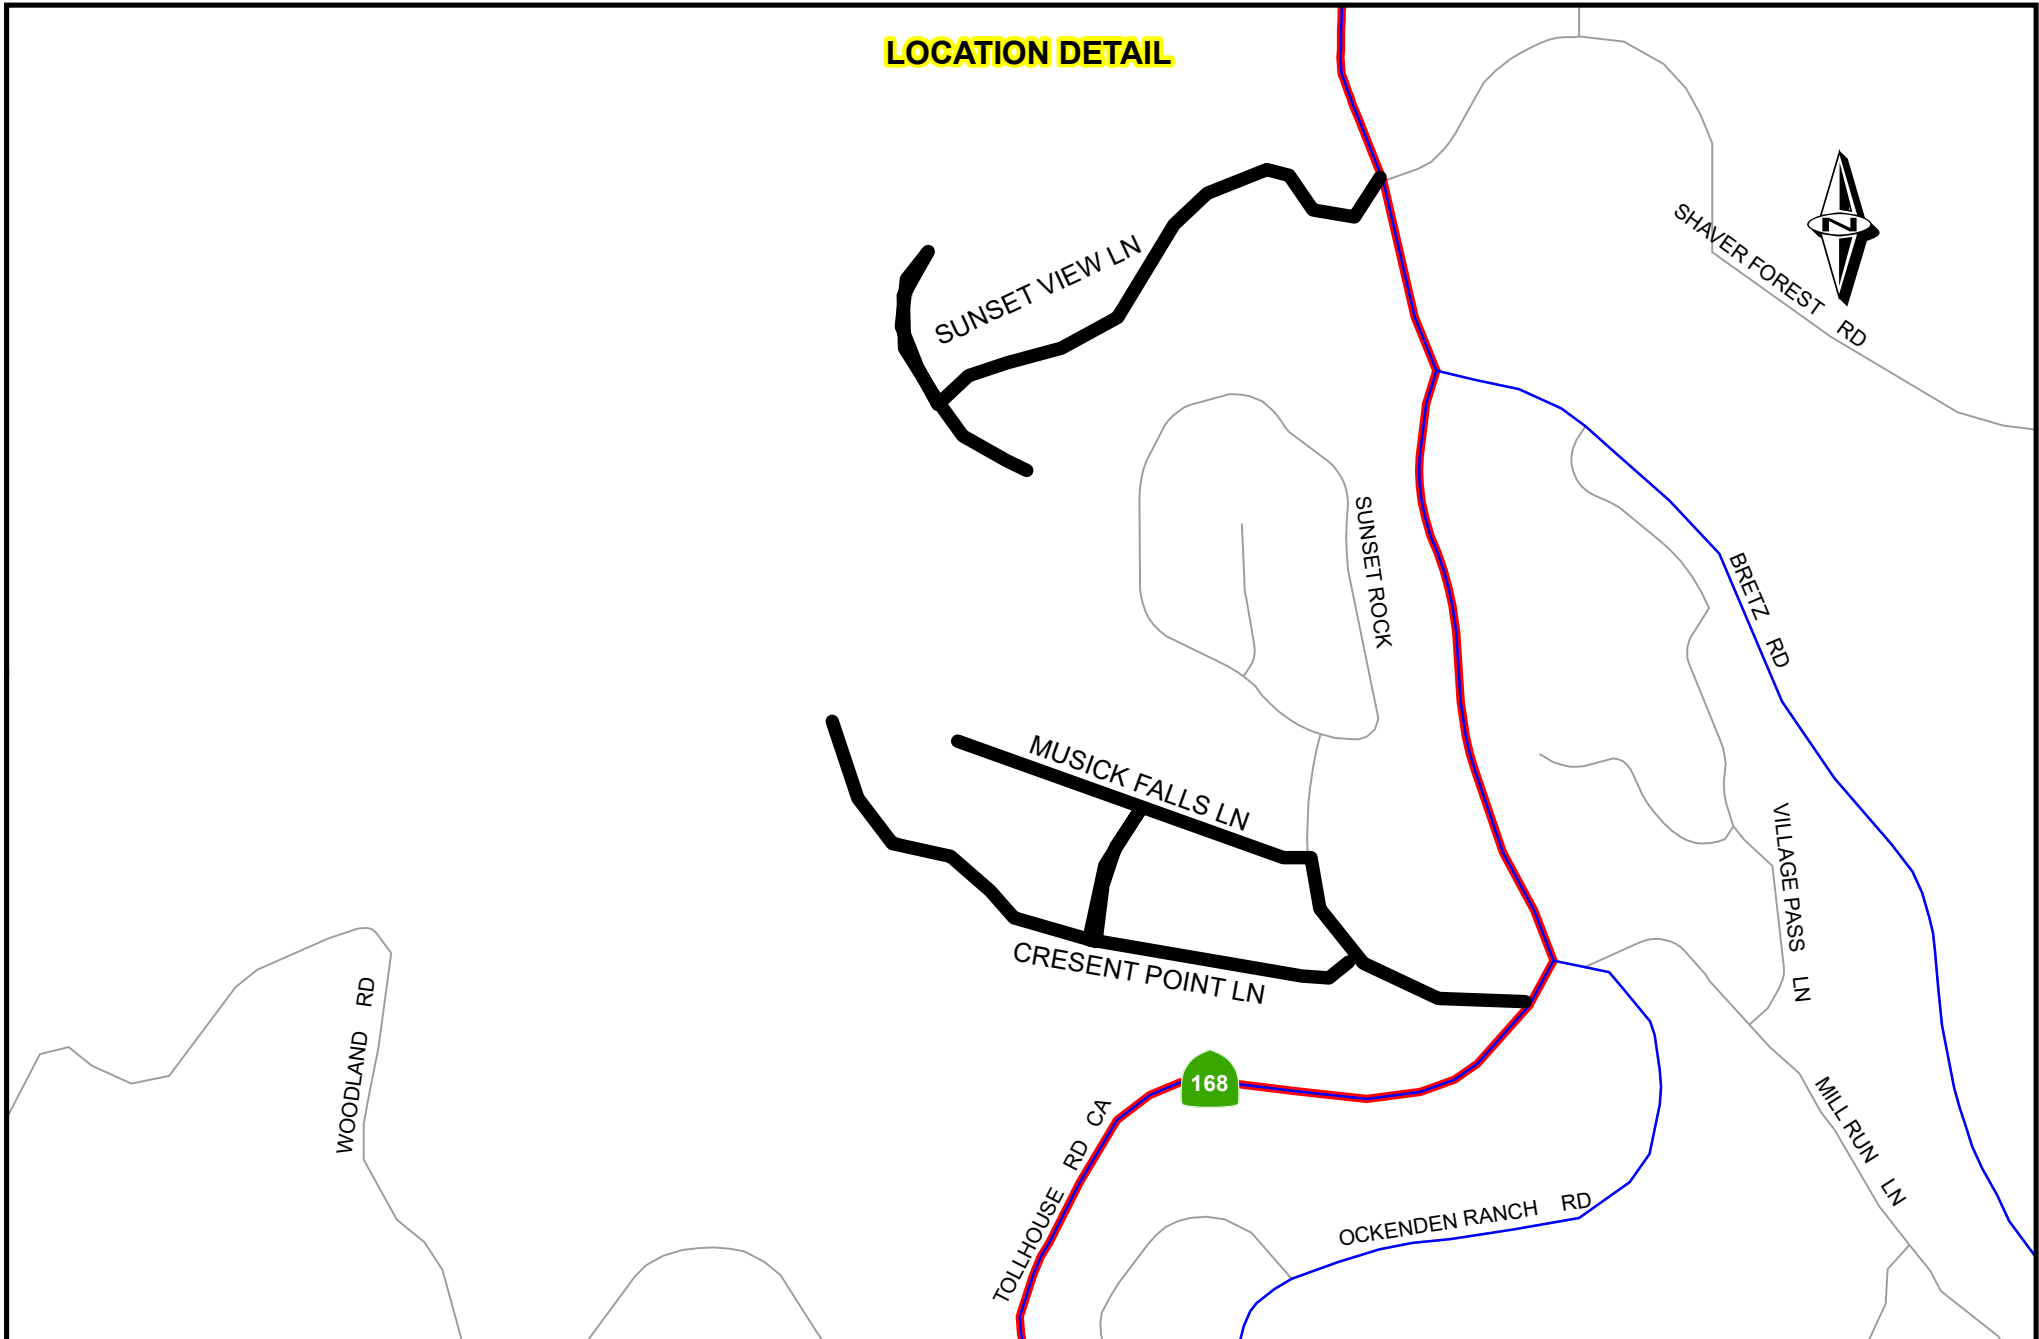 LOCATION DETAIL
N
SHAVER FOREST RD
SUNSET VIEW LN
SUNSET ROCK
BRETZ RD
MUSICK FALLS LN
VILLAGE PASS LN
CRESENT POINT LN
WOODLAND RD
168
TOLLHOUSE RD CA
MILL RUN LN
OCKENDEN RANCH RD